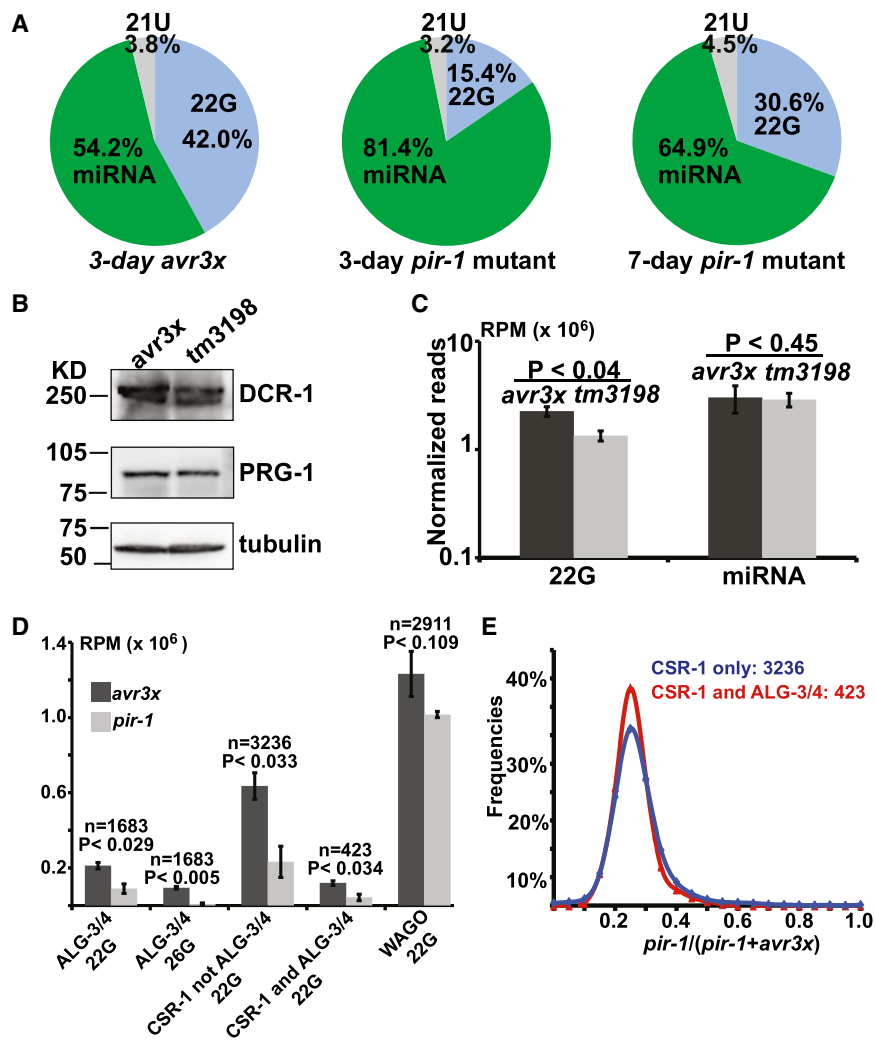 A
21U
3.8%
22G
42.0%
54.2%
miRNA
3-day avr3x
21U
3.2%
15.4%
22G
81.4%
miRNA
3-day pir-1 mutant
21U
4.5%
30.6%
22G
64.9%
miRNA
7-day pir-1 mutant
B
avr3x
tm3198
KD
250
DCR-1
105
75
PRG-1
75
50
tubulin
C
RPM (x 10⁶)
Normalized reads
10
1
0.1
P < 0.04
avr3x tm3198
P < 0.45
avr3x tm3198
22G
miRNA
D
RPM (x 10⁶ )
1.4
1.0
0.6
0.2
avr3x
pir-1
n=1683
P< 0.029
n=1683
P< 0.005
n=3236
P< 0.033
n=423
P< 0.034
n=2911
P< 0.109
ALG-3/4
22G
ALG-3/4
26G
CSR-1 not ALG-3/4
22G
CSR-1 and ALG-3/4
22G
WAGO
22G
E
CSR-1 only: 3236
CSR-1 and ALG-3/4: 423
Frequencies
40%
30%
20%
10%
0.2
0.4
0.6
0.8
1.0
pir-1/(pir-1+avr3x)